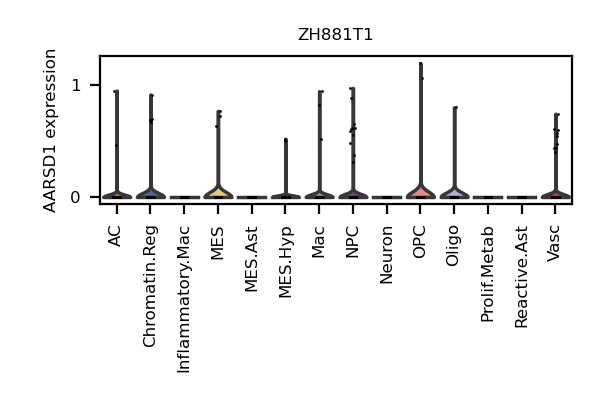 ZH881T1
AARSD1 expression
1
0
AC
Chromatin.Reg
Inflammatory.Mac
MES
MES.Ast
MES.Hyp
Mac
NPC
Neuron
OPC
Oligo
Prolif.Metab
Reactive.Ast
Vasc